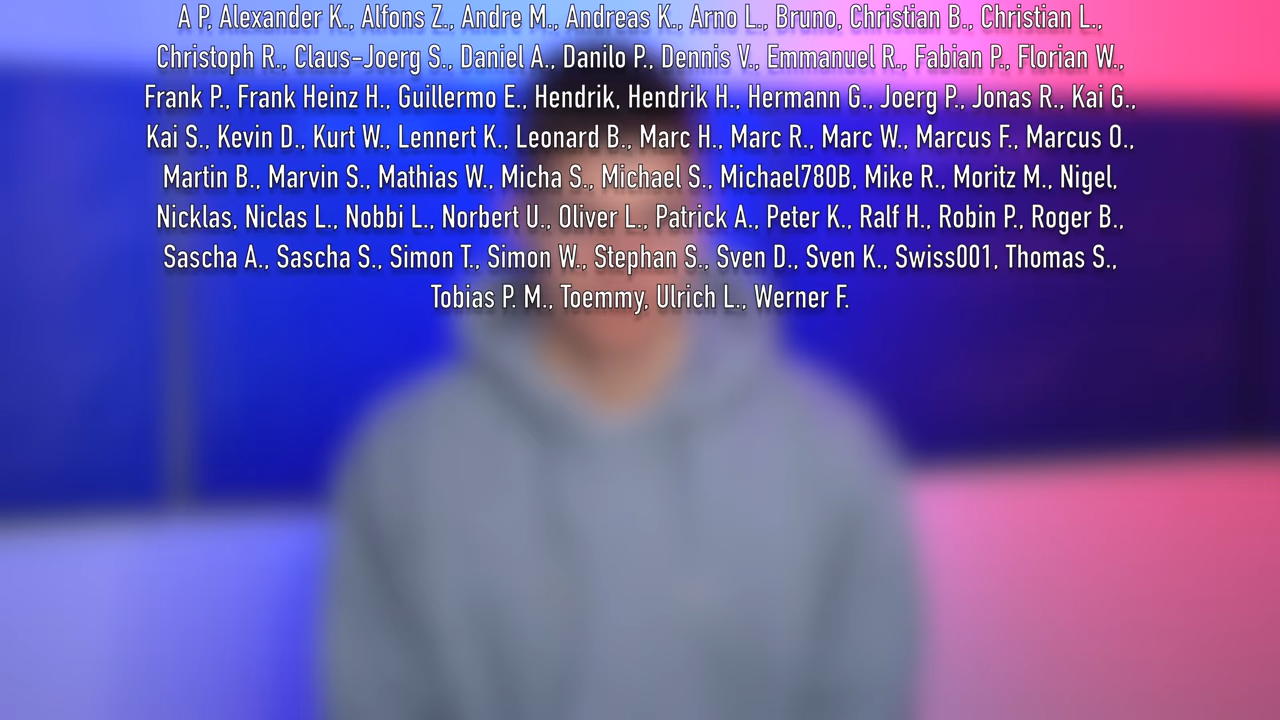 A P, Alexander K., Alfons Z., Andre M., Andreas K., Arno L., Bruno, Christian B., Christian L.,
Christoph R., Claus-Joerg S., Daniel A., Danilo P., Dennis V., Emmanuel R., Fabian P., Florian W.,
Frank P., Frank Heinz H., Guillermo E., Hendrik, Hendrik H., Hermann G., Joerg P., Jonas R., Kai G.,
Kai S., Kevin D., Kurt W., Lennert K., Leonard B., Marc H., Marc R., Marc W., Marcus F., Marcus O.,
Martin B., Marvin S., Mathias W., Micha S., Michael S., Michael780B, Mike R., Moritz M., Nigel,
Nicklas, Niclas L., Nobbi L., Norbert U., Oliver L., Patrick A., Peter K., Ralf H., Robin P., Roger B.,
Sascha A., Sascha S., Simon T., Simon W., Stephan S., Sven D., Sven K., Swiss001, Thomas S.,
Tobias P. M., Toemmy, Ulrich L., Werner F.